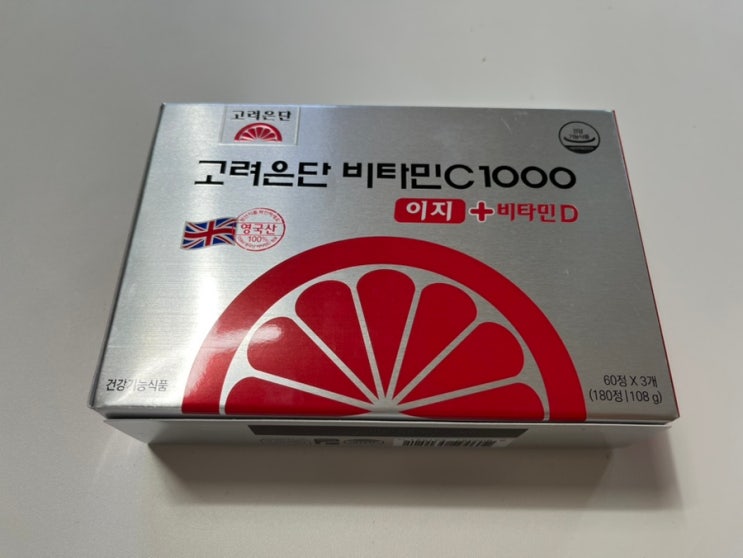 고려은단
고려은단 비타민C1000
이지 + 비타민D
영국산
100%
건강기능식품
60정 X 3개
(180정 | 108 g)